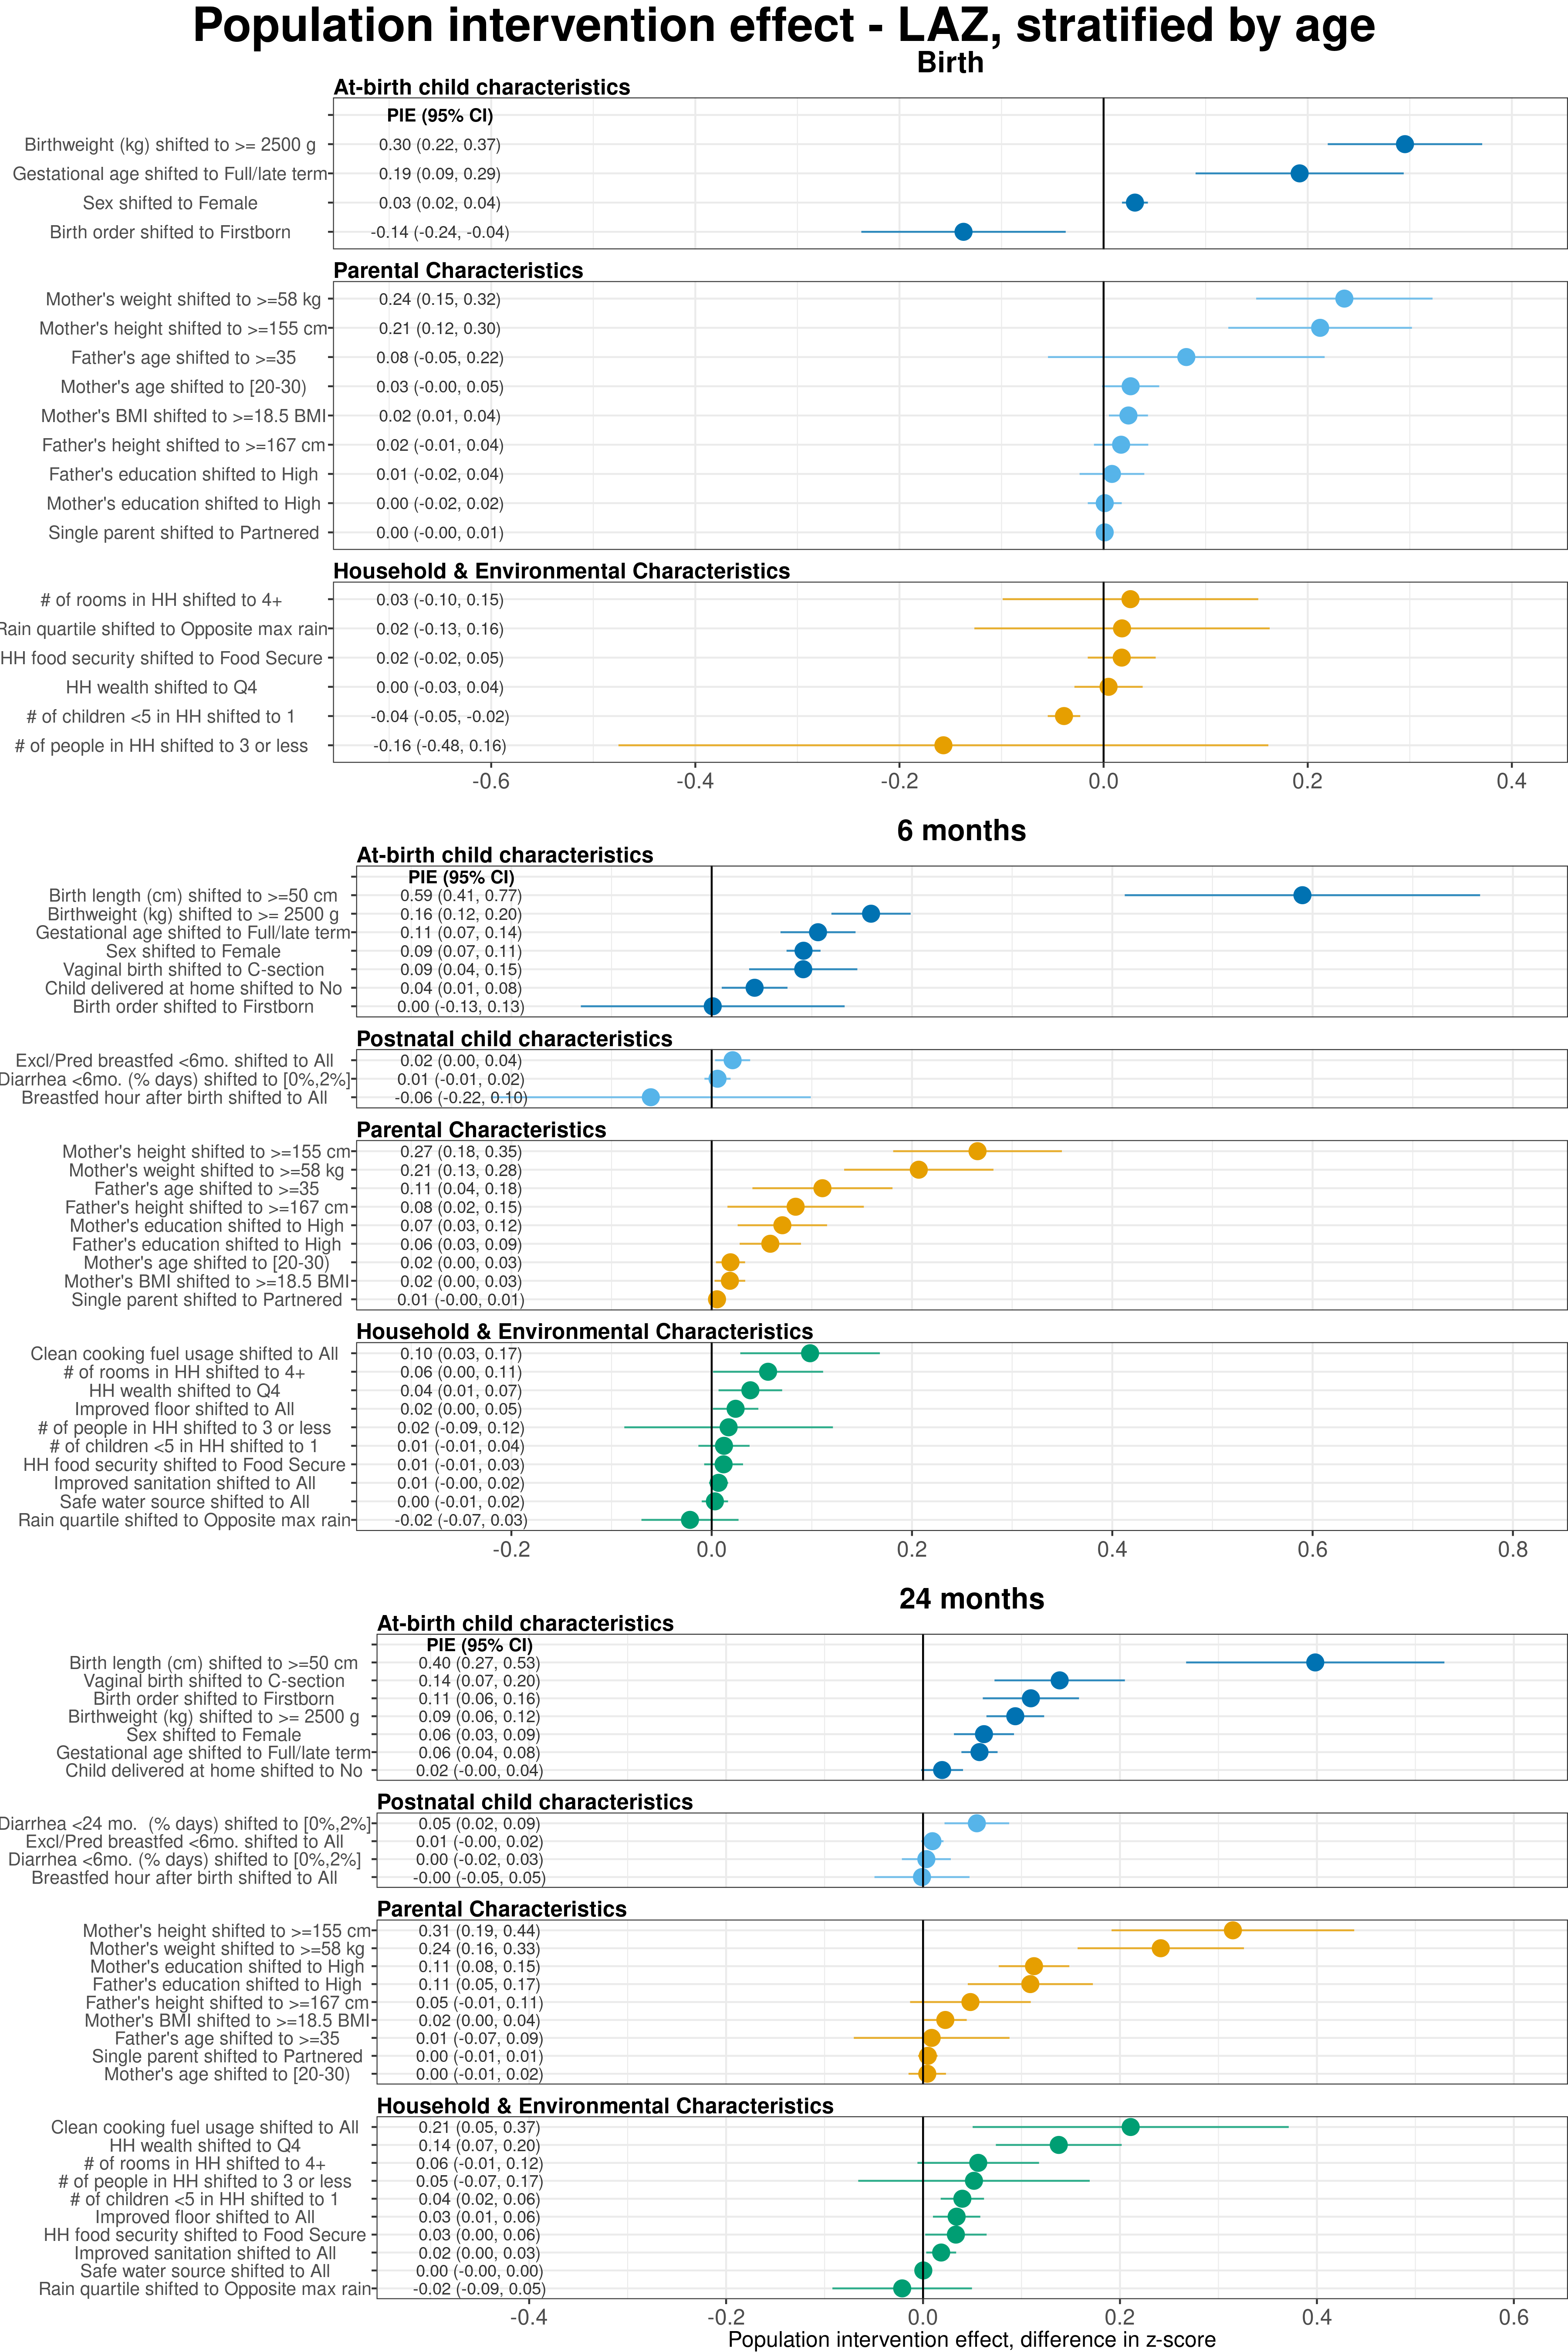 Population intervention effect - LAZ, stratified by age
Birth
At-birth child characteristics
PIE (95% CI)
Birthweight (kg) shifted to >= 2500 g 0.30 (0.22, 0.37)
Gestational age shifted to Full/late term 0.19 (0.09, 0.29)
Sex shifted to Female 0.03 (0.02, 0.04)
Birth order shifted to Firstborn -0.14 (-0.24, -0.04)
Parental Characteristics
Mother's weight shifted to >=58 kg 0.24 (0.15, 0.32)
Mother's height shifted to >=155 cm 0.21 (0.12, 0.30)
Father's age shifted to >=35 0.08 (-0.05, 0.22)
Mother's age shifted to [20-30) 0.03 (-0.00, 0.05)
Mother's BMI shifted to >=18.5 BMI 0.02 (0.01, 0.04)
Father's height shifted to >=167 cm 0.02 (-0.01, 0.04)
Father's education shifted to High 0.01 (-0.02, 0.04)
Mother's education shifted to High 0.00 (-0.02, 0.02)
Single parent shifted to Partnered 0.00 (-0.00, 0.01)
Household & Environmental Characteristics
# of rooms in HH shifted to 4+ 0.03 (-0.10, 0.15)
Rain quartile shifted to Opposite max rain 0.02 (-0.13, 0.16)
HH food security shifted to Food Secure 0.02 (-0.02, 0.05)
HH wealth shifted to Q4 0.00 (-0.03, 0.04)
# of children <5 in HH shifted to 1 -0.04 (-0.05, -0.02)
# of people in HH shifted to 3 or less -0.16 (-0.48, 0.16)
-0.6 -0.4 -0.2 0.0 0.2 0.4
6 months
At-birth child characteristics
PIE (95% CI)
Birth length (cm) shifted to >=50 cm 0.59 (0.41, 0.77)
Birthweight (kg) shifted to >= 2500 g 0.16 (0.12, 0.20)
Gestational age shifted to Full/late term 0.11 (0.07, 0.14)
Sex shifted to Female 0.09 (0.07, 0.11)
Vaginal birth shifted to C-section 0.09 (0.04, 0.15)
Child delivered at home shifted to No 0.04 (0.01, 0.08)
Birth order shifted to Firstborn 0.00 (-0.13, 0.13)
Postnatal child characteristics
Excl/Pred breastfed <6mo. shifted to All 0.02 (0.00, 0.04)
Diarrhea <6mo. (% days) shifted to [0%,2%] 0.01 (-0.01, 0.02)
Breastfed hour after birth shifted to All -0.06 (-0.22, 0.10)
Parental Characteristics
Mother's height shifted to >=155 cm 0.27 (0.18, 0.35)
Mother's weight shifted to >=58 kg 0.21 (0.13, 0.28)
Father's age shifted to >=35 0.11 (0.04, 0.18)
Father's height shifted to >=167 cm 0.08 (0.02, 0.15)
Mother's education shifted to High 0.07 (0.03, 0.12)
Father's education shifted to High 0.06 (0.03, 0.09)
Mother's age shifted to [20-30) 0.02 (0.00, 0.03)
Mother's BMI shifted to >=18.5 BMI 0.02 (0.00, 0.03)
Single parent shifted to Partnered 0.01 (-0.00, 0.01)
Household & Environmental Characteristics
Clean cooking fuel usage shifted to All 0.10 (0.03, 0.17)
# of rooms in HH shifted to 4+ 0.06 (0.00, 0.11)
HH wealth shifted to Q4 0.04 (0.01, 0.07)
Improved floor shifted to All 0.02 (0.00, 0.05)
# of people in HH shifted to 3 or less 0.02 (-0.09, 0.12)
# of children <5 in HH shifted to 1 0.01 (-0.01, 0.04)
HH food security shifted to Food Secure 0.01 (-0.01, 0.03)
Improved sanitation shifted to All 0.01 (-0.00, 0.02)
Safe water source shifted to All 0.00 (-0.01, 0.02)
Rain quartile shifted to Opposite max rain -0.02 (-0.07, 0.03)
-0.2 0.0 0.2 0.4 0.6 0.8
24 months
At-birth child characteristics
PIE (95% CI)
Birth length (cm) shifted to >=50 cm 0.40 (0.27, 0.53)
Vaginal birth shifted to C-section 0.14 (0.07, 0.20)
Birth order shifted to Firstborn 0.11 (0.06, 0.16)
Birthweight (kg) shifted to >= 2500 g 0.09 (0.06, 0.12)
Sex shifted to Female 0.06 (0.03, 0.09)
Gestational age shifted to Full/late term 0.06 (0.04, 0.08)
Child delivered at home shifted to No 0.02 (-0.00, 0.04)
Postnatal child characteristics
Diarrhea <24 mo. (% days) shifted to [0%,2%] 0.05 (0.02, 0.09)
Excl/Pred breastfed <6mo. shifted to All 0.01 (-0.00, 0.02)
Diarrhea <6mo. (% days) shifted to [0%,2%] 0.00 (-0.02, 0.03)
Breastfed hour after birth shifted to All -0.00 (-0.05, 0.05)
Parental Characteristics
Mother's height shifted to >=155 cm 0.31 (0.19, 0.44)
Mother's weight shifted to >=58 kg 0.24 (0.16, 0.33)
Mother's education shifted to High 0.11 (0.08, 0.15)
Father's education shifted to High 0.11 (0.05, 0.17)
Father's height shifted to >=167 cm 0.05 (-0.01, 0.11)
Mother's BMI shifted to >=18.5 BMI 0.02 (0.00, 0.04)
Father's age shifted to >=35 0.01 (-0.07, 0.09)
Single parent shifted to Partnered 0.00 (-0.01, 0.01)
Mother's age shifted to [20-30) 0.00 (-0.01, 0.02)
Household & Environmental Characteristics
Clean cooking fuel usage shifted to All 0.21 (0.05, 0.37)
HH wealth shifted to Q4 0.14 (0.07, 0.20)
# of rooms in HH shifted to 4+ 0.06 (-0.01, 0.12)
# of people in HH shifted to 3 or less 0.05 (-0.07, 0.17)
# of children <5 in HH shifted to 1 0.04 (0.02, 0.06)
Improved floor shifted to All 0.03 (0.01, 0.06)
HH food security shifted to Food Secure 0.03 (0.00, 0.06)
Improved sanitation shifted to All 0.02 (0.00, 0.03)
Safe water source shifted to All 0.00 (-0.00, 0.00)
Rain quartile shifted to Opposite max rain -0.02 (-0.09, 0.05)
-0.4 -0.2 0.0 0.2 0.4 0.6
Population intervention effect, difference in z-score